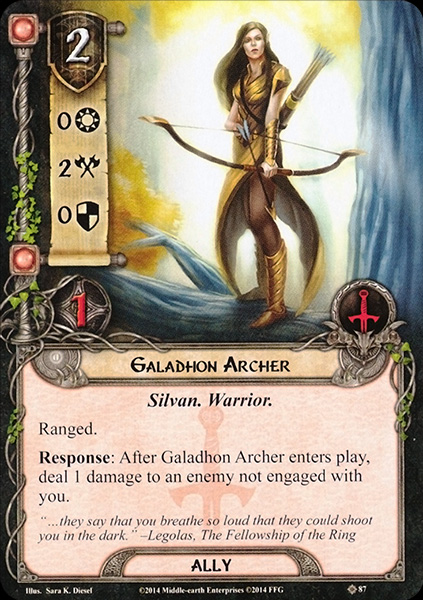 2
0
2
0
1
Galadhon Archer
Silvan. Warrior.
Ranged.
Response: After Galadhon Archer enters play,
deal 1 damage to an enemy not engaged with
you.
“...they say that you breathe so loud that they could shoot
you in the dark.” –Legolas, The Fellowship of the Ring
ALLY
Illus. Sara K. Diesel ©2014 Middle-earth Enterprises ©2014 FFG 87